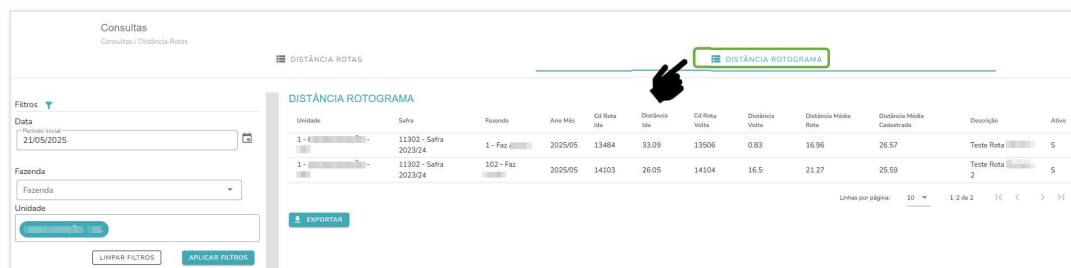 Consultas
Consultas / Distância Rotas
DISTÂNCIA ROTAS
DISTÂNCIA ROTOGRAMA
Filtros
Data
Período Inicial
21/05/2025
Fazenda
Fazenda
Unidade
LIMPAR FILTROS APLICAR FILTROS
DISTÂNCIA ROTOGRAMA
Unidade Safra Fazenda Ano Mês Cd Rota Ida Distância Ida Cd Rota Volta Distância Volta Distância Média Rota Distância Média Cadastrada Descrição Ativo
1 - - 11302 - Safra 2023/24 1 - Faz 2025/05 13484 33.09 13506 0.83 16.96 26.57 Teste Rota S
1 - - 11302 - Safra 2023/24 102 - Faz 2025/05 14103 26.05 14104 16.5 21.27 25.59 Teste Rota 2 S
Linhas por página: 10 1-2 de 2
EXPORTAR